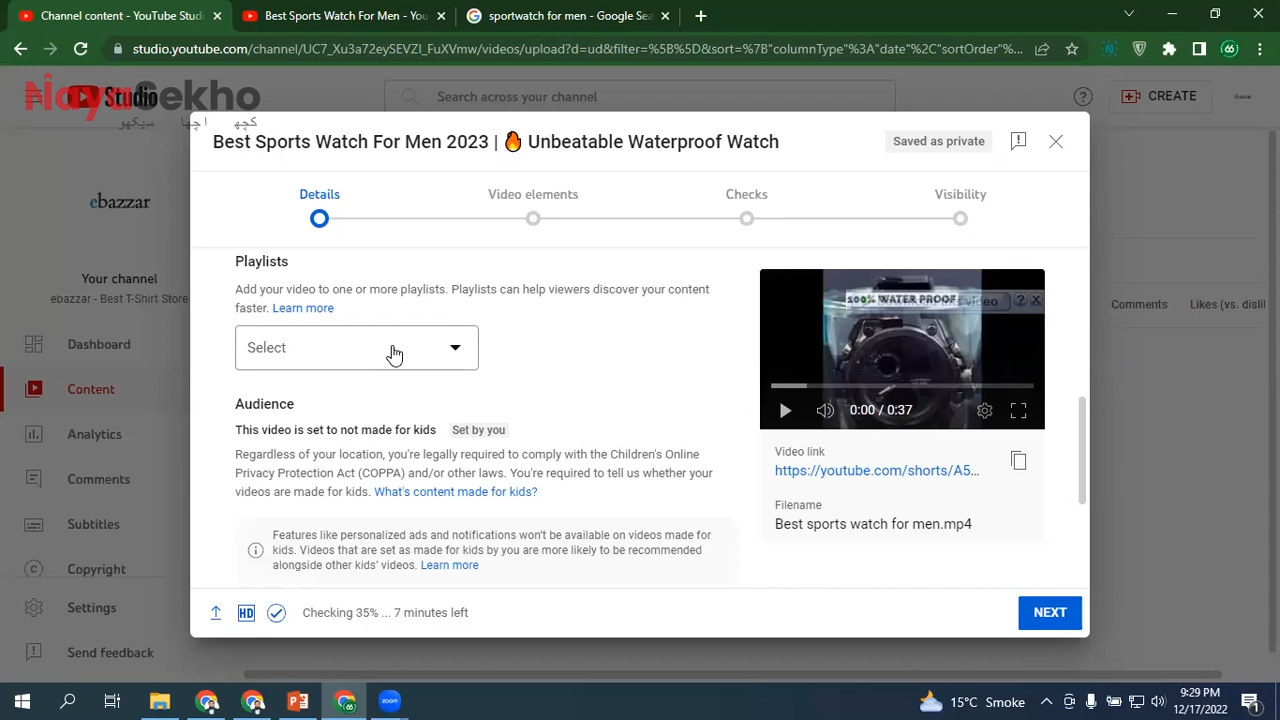 Channel content - YouTube
Best Sports Watch For Men - You
sportwatch for men - Google Sea
studio.youtube.com/channel/UC7_Xu3a72eySEVZI_FuXVmw/videos/upload?d=ud&filter=%5B%5D&sort=%7B"columnType"%3A"date"%2C"sortOrder"...
NayaSekho
کچھ اچھا سیکھو
Studio
Search across your channel
CREATE
ebazzar
Your channel
ebazzar - Best T-Shirt Store
Dashboard
Content
Analytics
Comments
Subtitles
Copyright
Settings
Send feedback
Best Sports Watch For Men 2023 | 🔥 Unbeatable Waterproof Watch
Saved as private
Details
Video elements
Checks
Visibility
Playlists
Add your video to one or more playlists. Playlists can help viewers discover your content
faster. Learn more
Select
Audience
This video is set to not made for kids Set by you
Regardless of your location, you're legally required to comply with the Children's Online
Privacy Protection Act (COPPA) and/or other laws. You're required to tell us whether your
videos are made for kids. What's content made for kids?
Features like personalized ads and notifications won't be available on videos made for
kids. Videos that are set as made for kids by you are more likely to be recommended
alongside other kids' videos. Learn more
100% WATER PROOF
video
0:00 / 0:37
Video link
https://youtube.com/shorts/A5...
Filename
Best sports watch for men.mp4
Comments
Likes (vs. dislik
HD
Checking 35% ... 7 minutes left
NEXT
zoom
15°C Smoke
9:29 PM
12/17/2022